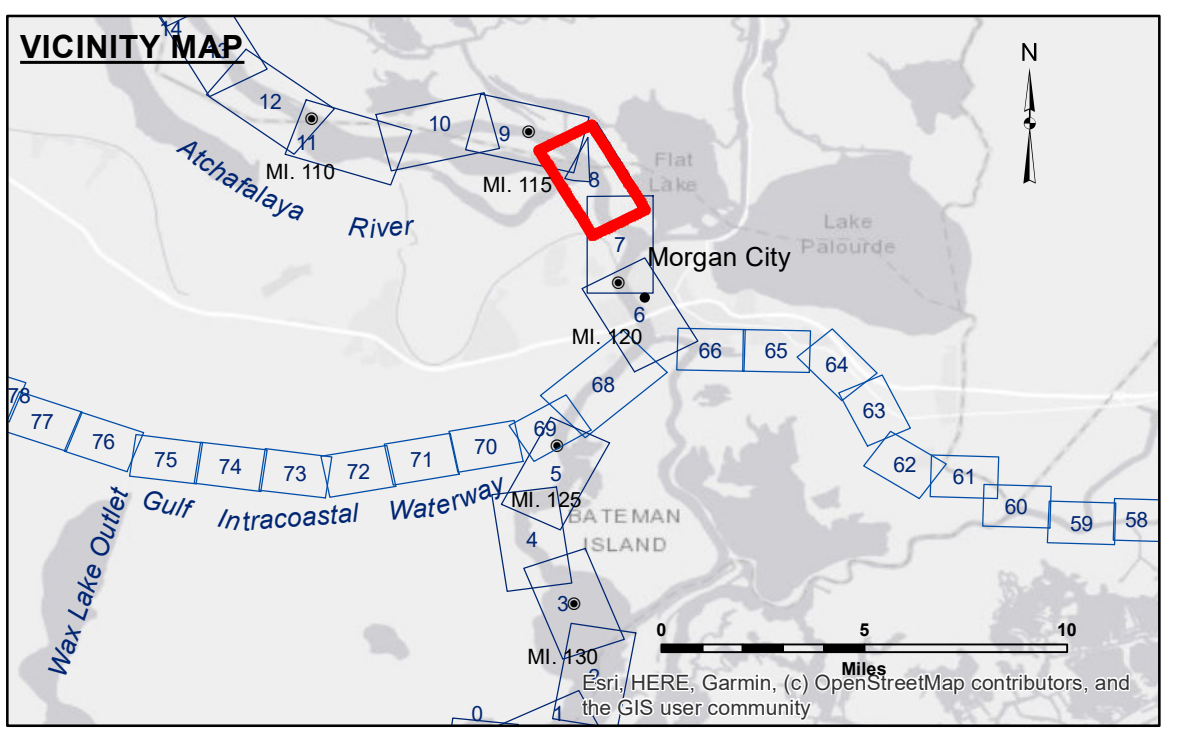 VICINITY MAP
14
13
N
12
11
10
9
8
MI. 110
MI. 115
Atchafalaya
River
Flat
Lake
Lake
Palourde
7
Morgan City
6
MI. 120
66
65
64
63
62
61
60
59
58
68
69
70
71
72
73
74
75
76
77
78
5
MI. 125
Gulf
Intracoastal
Waterway
Wax Lake Outlet
BATEMAN
ISLAND
4
3
MI. 130
2
1
0
0 5 10
Miles
Esri, HERE, Garmin, (c) OpenStreetMap contributors, and
the GIS user community